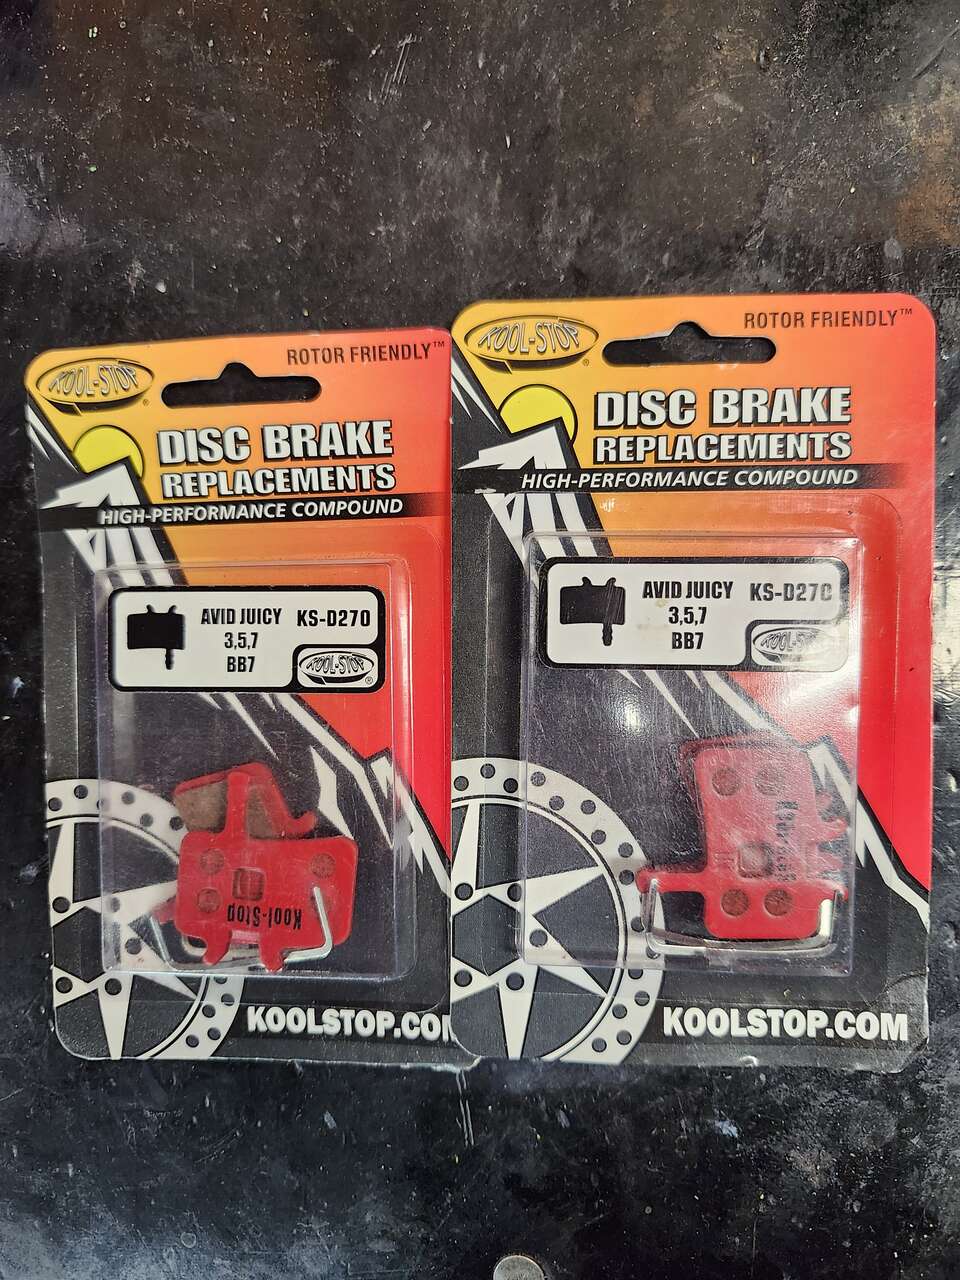 KOOL-STOP®
ROTOR FRIENDLY™
DISC BRAKE
REPLACEMENTS
HIGH-PERFORMANCE COMPOUND
AVID JUICY
3,5,7
BB7
KS-D270
KOOL-STOP®
Kool-Stop
KOOLSTOP.COM
KOOL-STOP®
ROTOR FRIENDLY™
DISC BRAKE
REPLACEMENTS
HIGH-PERFORMANCE COMPOUND
AVID JUICY
3,5,7
BB7
KS-D270
KOOL-STOP
KOOLSTOP.COM